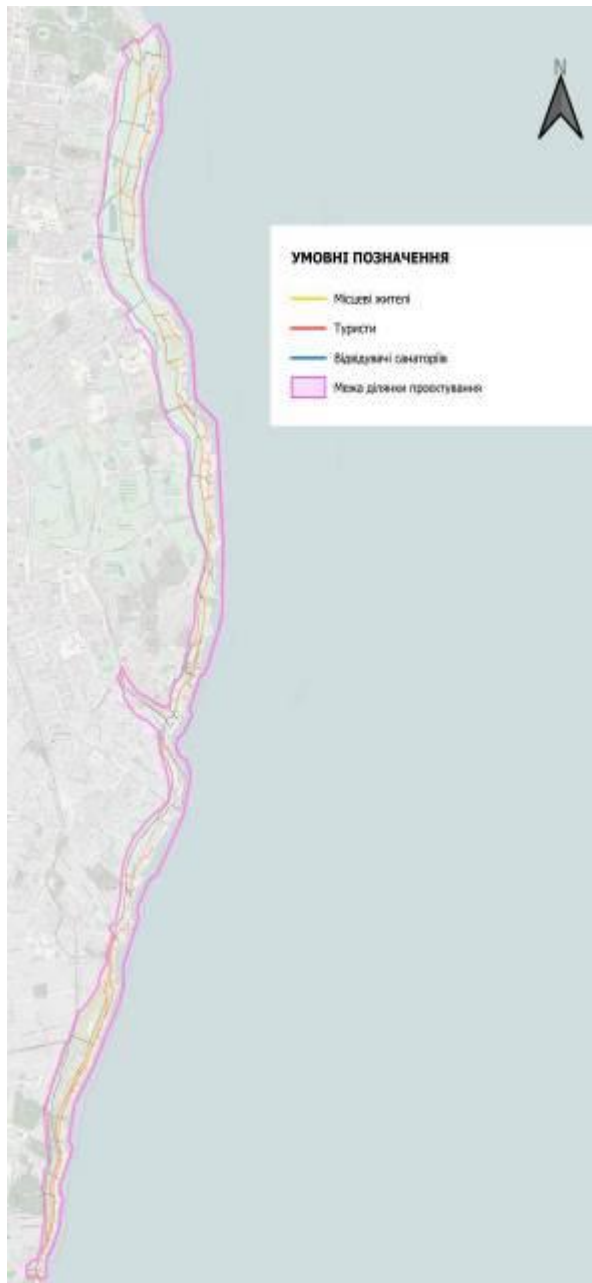 N
УМОВНІ ПОЗНАЧЕННЯ
Місцеві жителі
Туристи
Відвідувачі санаторіїв
Межа ділянки проєктування